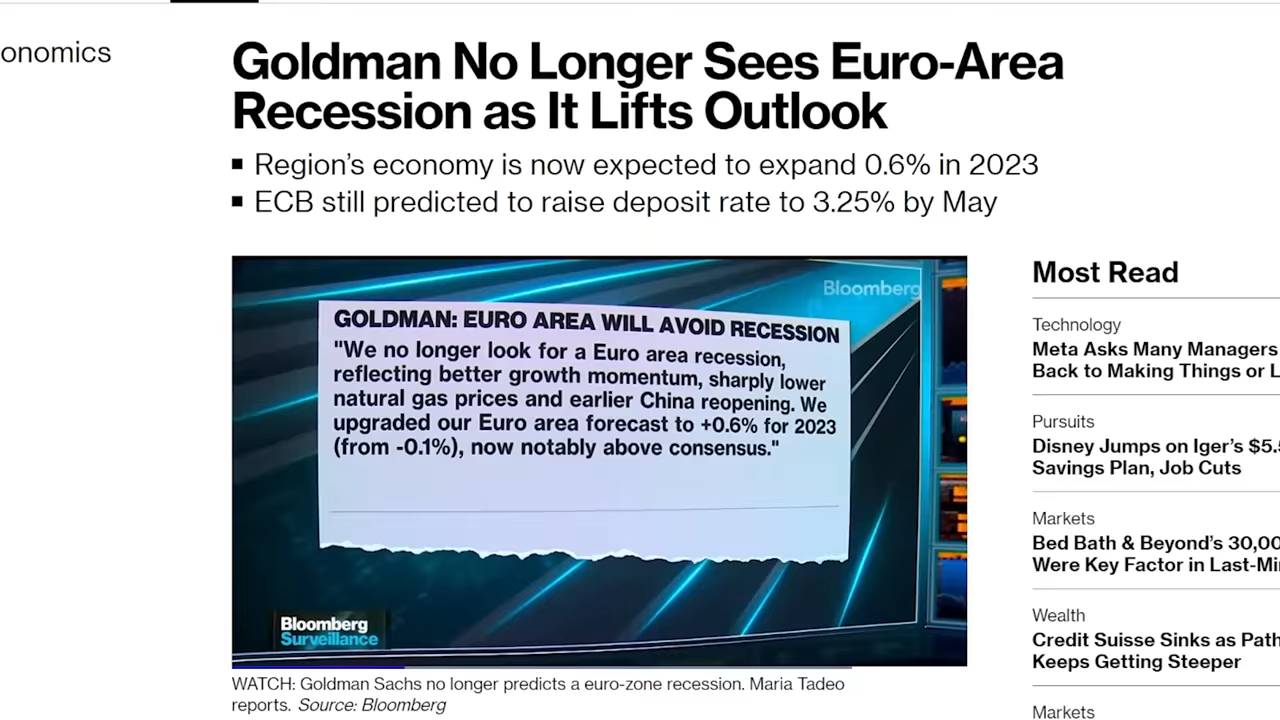 onomics
Goldman No Longer Sees Euro-Area
Recession as It Lifts Outlook
Region's economy is now expected to expand 0.6% in 2023
ECB still predicted to raise deposit rate to 3.25% by May
Bloomberg
GOLDMAN: EURO AREA WILL AVOID RECESSION
"We no longer look for a Euro area recession,
reflecting better growth momentum, sharply lower
natural gas prices and earlier China reopening. We
upgraded our Euro area forecast to +0.6% for 2023
(from -0.1%), now notably above consensus."
Bloomberg
Surveillance
WATCH: Goldman Sachs no longer predicts a euro-zone recession. Maria Tadeo
reports. Source: Bloomberg
Most Read
Technology
Meta Asks Many Managers
Back to Making Things or L
Pursuits
Disney Jumps on Iger's $5.5
Savings Plan, Job Cuts
Markets
Bed Bath & Beyond's 30,00
Were Key Factor in Last-Mi
Wealth
Credit Suisse Sinks as Path
Keeps Getting Steeper
Markets